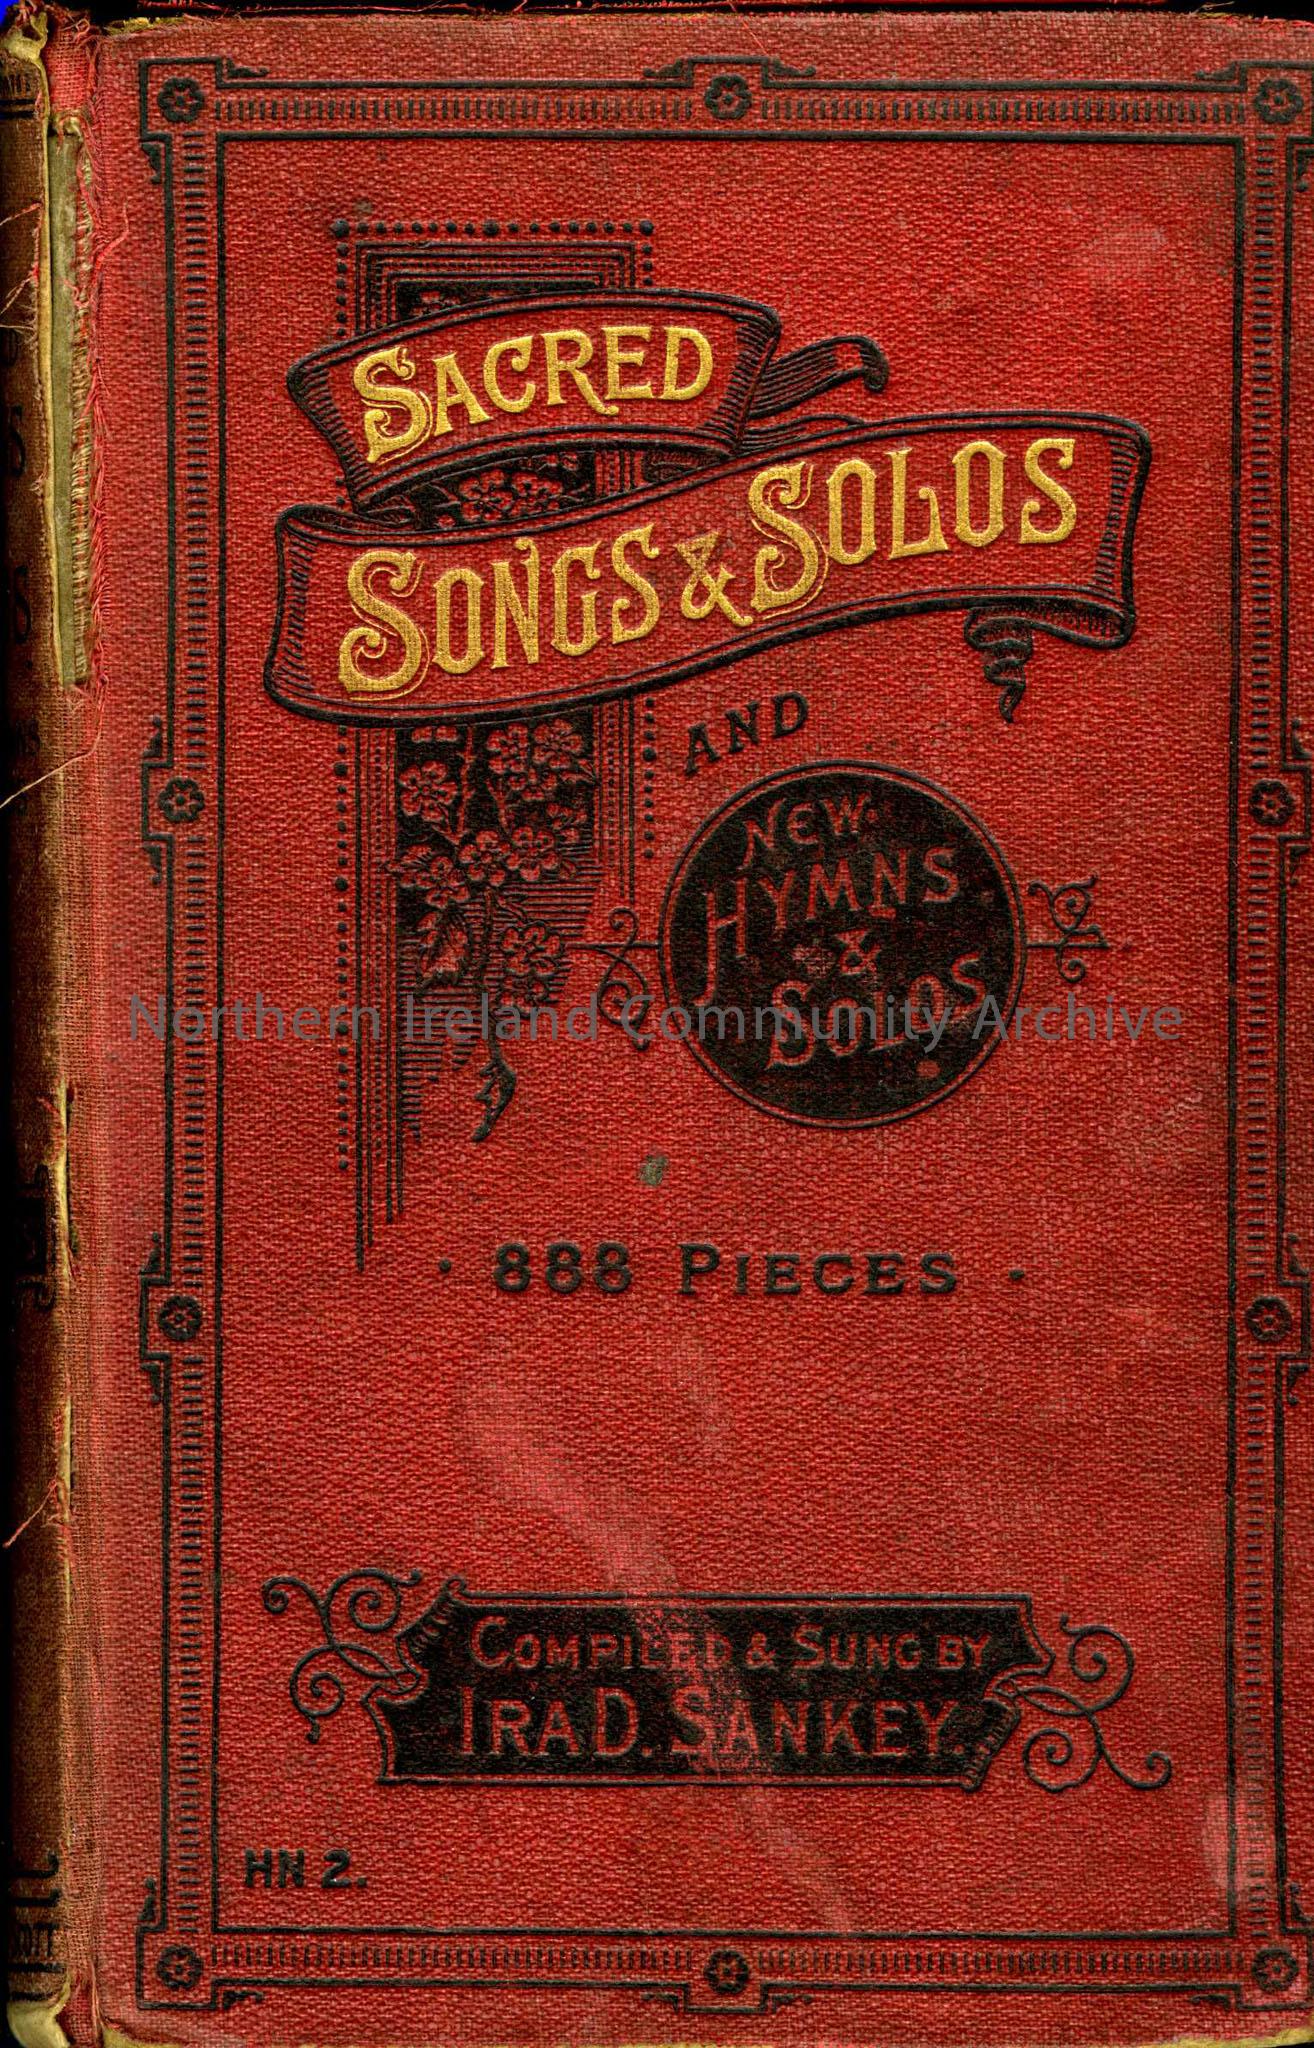 SACRED
SONGS & SOLOS
AND
NEW
HYMNS
&
SOLOS
Northern Ireland Community Archive
· 888 PIECES ·
COMPILED & SUNG BY
IRA D. SANKEY.
HN 2.